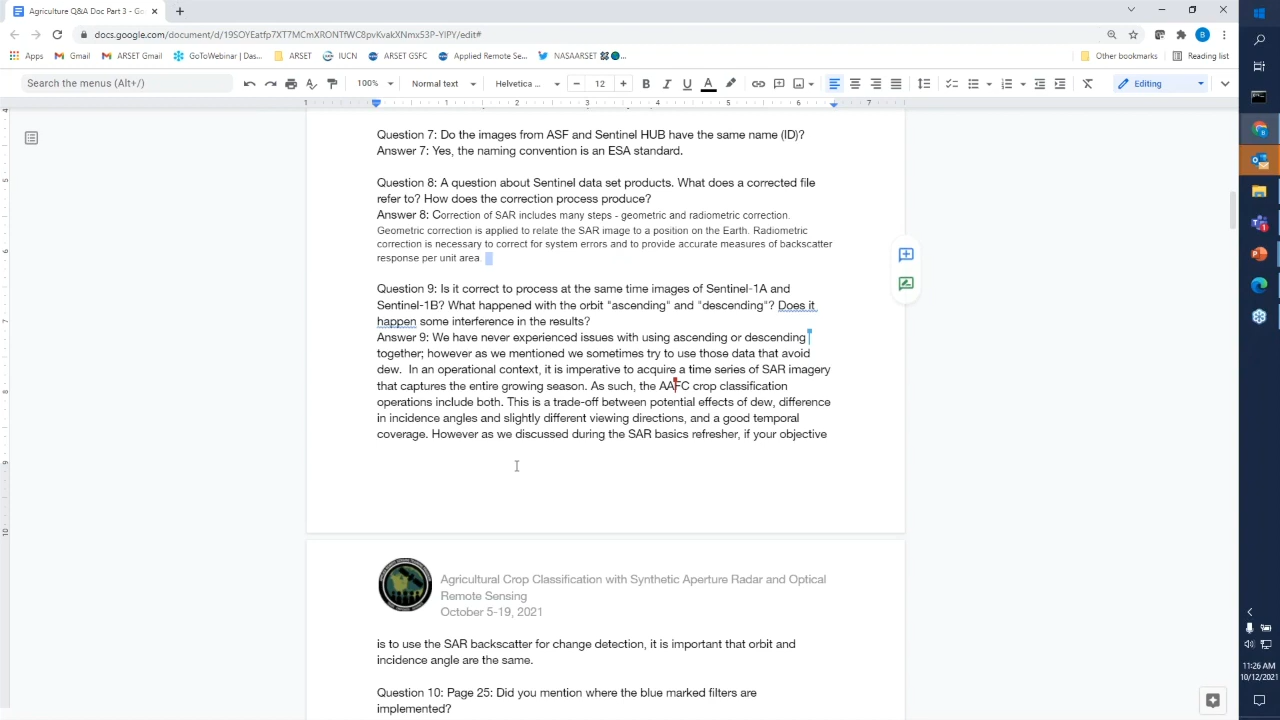 Agriculture Q&A Doc Part 3 - Go
docs.google.com/document/d/19SOYEatfp7XT7MCmXRONTfWC8pvKvakXNmx53P-YIPY/edit#
Apps Gmail ARSET Gmail GoToWebinar | Das... ARSET IUCN ARSET GSFC Applied Remote Se... NASAARSET Other bookmarks Reading list
Search the menus (Alt+/) 100% Normal text Helvetica ... 12 B I U A Editing
1 1 2 3 4 5 6 7
Question 7: Do the images from ASF and Sentinel HUB have the same name (ID)?
Answer 7: Yes, the naming convention is an ESA standard.
Question 8: A question about Sentinel data set products. What does a corrected file
refer to? How does the correction process produce?
Answer 8: Correction of SAR includes many steps - geometric and radiometric correction.
Geometric correction is applied to relate the SAR image to a position on the Earth. Radiometric
correction is necessary to correct for system errors and to provide accurate measures of backscatter
response per unit area
Question 9: Is it correct to process at the same time images of Sentinel-1A and
Sentinel-1B? What happened with the orbit "ascending" and "descending"? Does it
happen some interference in the results?
Answer 9: We have never experienced issues with using ascending or descending
together; however as we mentioned we sometimes try to use those data that avoid
dew. In an operational context, it is imperative to acquire a time series of SAR imagery
that captures the entire growing season. As such, the AAFC crop classification
operations include both. This is a trade-off between potential effects of dew, difference
in incidence angles and slightly different viewing directions, and a good temporal
coverage. However as we discussed during the SAR basics refresher, if your objective
Agricultural Crop Classification with Synthetic Aperture Radar and Optical
Remote Sensing
October 5-19, 2021
is to use the SAR backscatter for change detection, it is important that orbit and
incidence angle are the same.
Question 10: Page 25: Did you mention where the blue marked filters are
implemented?
11:26 AM
10/12/2021